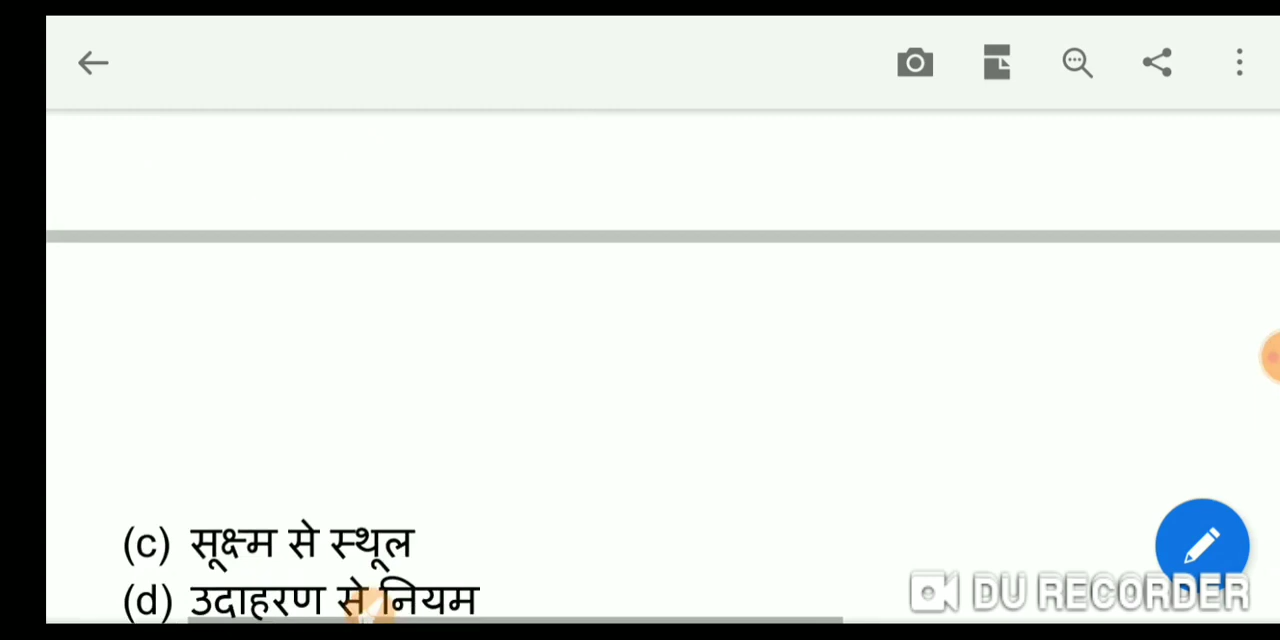 (c) सूक्ष्म से स्थूल
(d) उदाहरण से नियम
DU RECORDER